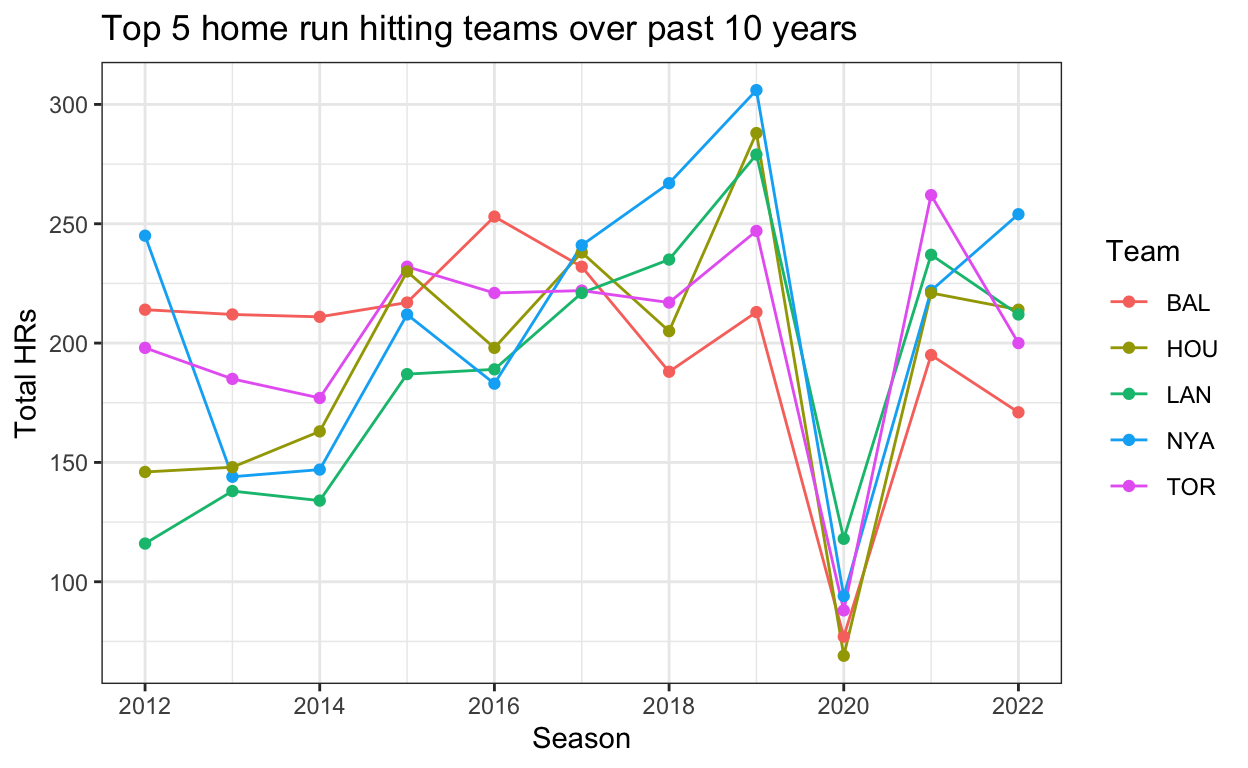 Top 5 home run hitting teams over past 10 years
Total HRs
300
250
200
150
100
2012 2014 2016 2018 2020 2022
Season
Team
BAL
HOU
LAN
NYA
TOR